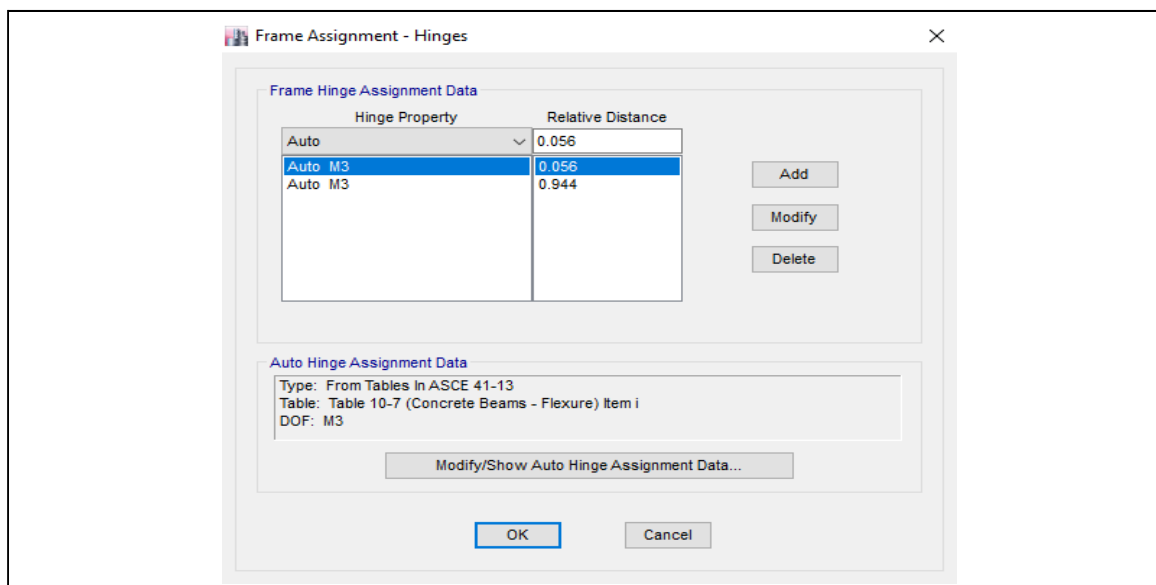 Frame Assignment - Hinges
Frame Hinge Assignment Data
Hinge Property Relative Distance
Auto 0.056
Auto M3 0.056
Auto M3 0.944
Add
Modify
Delete
Auto Hinge Assignment Data
Type: From Tables In ASCE 41-13
Table: Table 10-7 (Concrete Beams - Flexure) Item i
DOF: M3
Modify/Show Auto Hinge Assignment Data...
OK Cancel